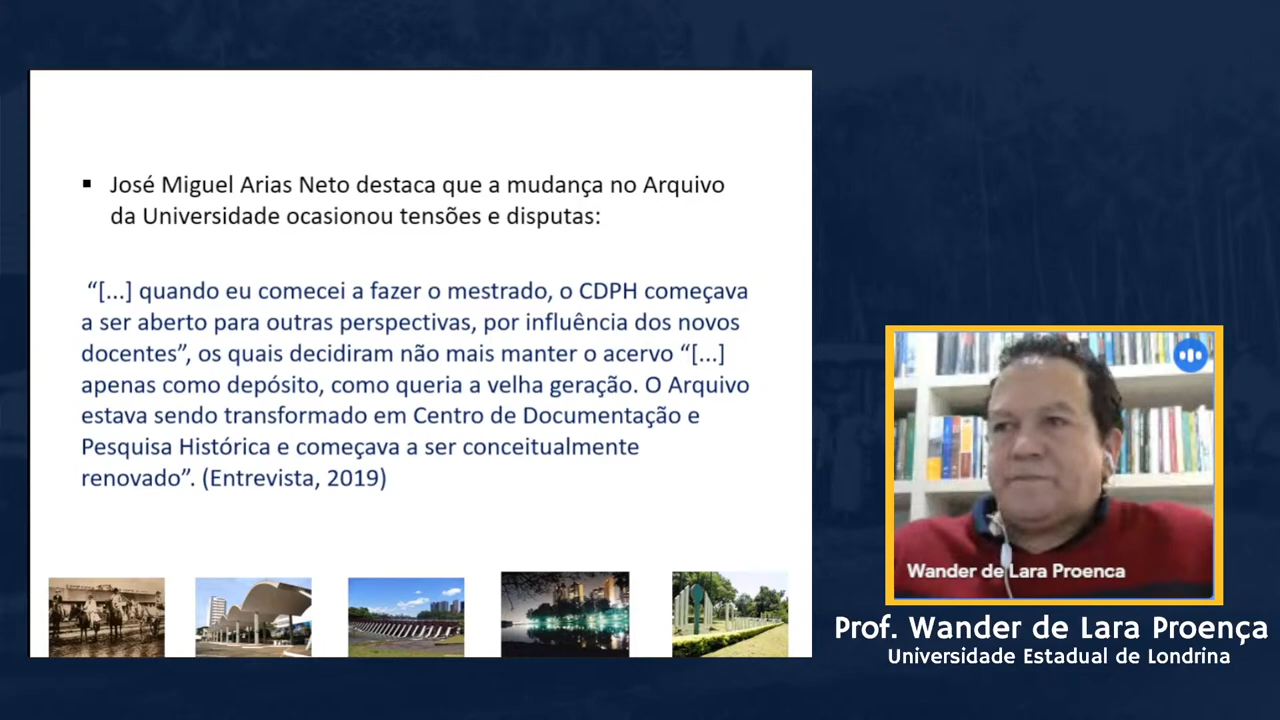 ▪ José Miguel Arias Neto destaca que a mudança no Arquivo
da Universidade ocasionou tensões e disputas:
“[...] quando eu comecei a fazer o mestrado, o CDPH começava
a ser aberto para outras perspectivas, por influência dos novos
docentes”, os quais decidiram não mais manter o acervo “[...]
apenas como depósito, como queria a velha geração. O Arquivo
estava sendo transformado em Centro de Documentação e
Pesquisa Histórica e começava a ser conceitualmente
renovado”. (Entrevista, 2019)
Wander de Lara Proenca
Prof. Wander de Lara Proença
Universidade Estadual de Londrina